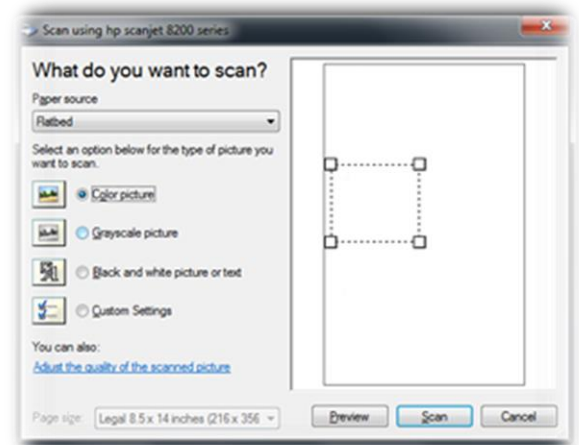 Scan using hp scanjet 8200 series
What do you want to scan?
Paper source
Flatbed
Select an option below for the type of picture you
want to scan.
Color picture
Grayscale picture
Black and white picture or text
Custom Settings
You can also:
Adjust the quality of the scanned picture
Page size: Legal 8.5 x 14 inches (216 x 356
Preview Scan Cancel